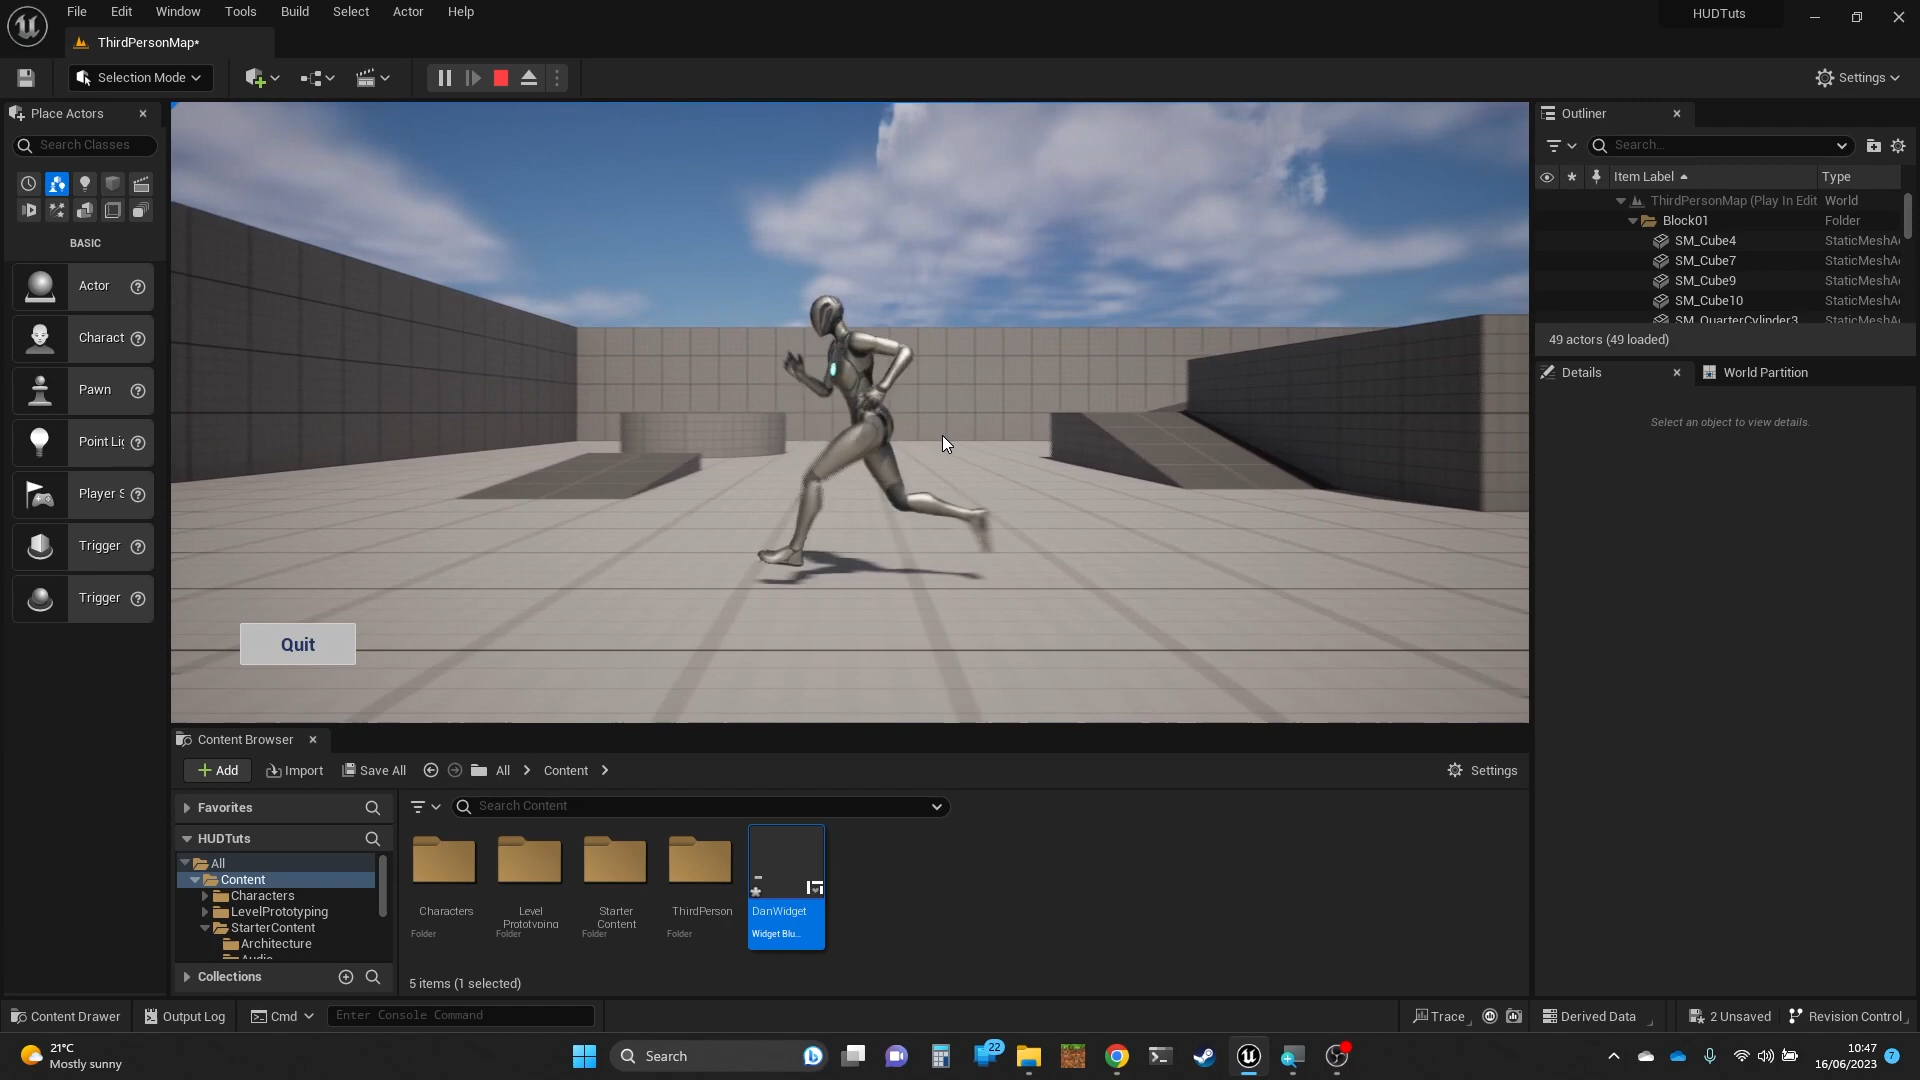 File Edit Window Tools Build Select Actor Help
HUDTuts
ThirdPersonMap*
Selection Mode
Settings
Place Actors
Search Classes
BASIC
Actor
Charact
Pawn
Point Li
Player S
Trigger
Trigger
Quit
Outliner
Search...
Item Label
Type
ThirdPersonMap (Play In Edit World
Block01 Folder
SM_Cube4 StaticMeshA
SM_Cube7 StaticMeshA
SM_Cube9 StaticMeshA
SM_Cube10 StaticMeshA
SM_QuarterCylinder3 StaticMeshA
49 actors (49 loaded)
Details
World Partition
Select an object to view details.
Content Browser
Add
Import
Save All
All
Content
Settings
Favorites
HUDTuts
All
Content
Characters
LevelPrototyping
StarterContent
Architecture
Audio
Collections
Search Content
Characters
Folder
Level
Prototyping
Folder
Starter
Content
Folder
ThirdPerson
Folder
DanWidget
Widget Blu...
5 items (1 selected)
Content Drawer
Output Log
Cmd
Enter Console Command
Trace
Derived Data
2 Unsaved
Revision Control
21°C
Mostly sunny
Search
22
10:47
16/06/2023
7